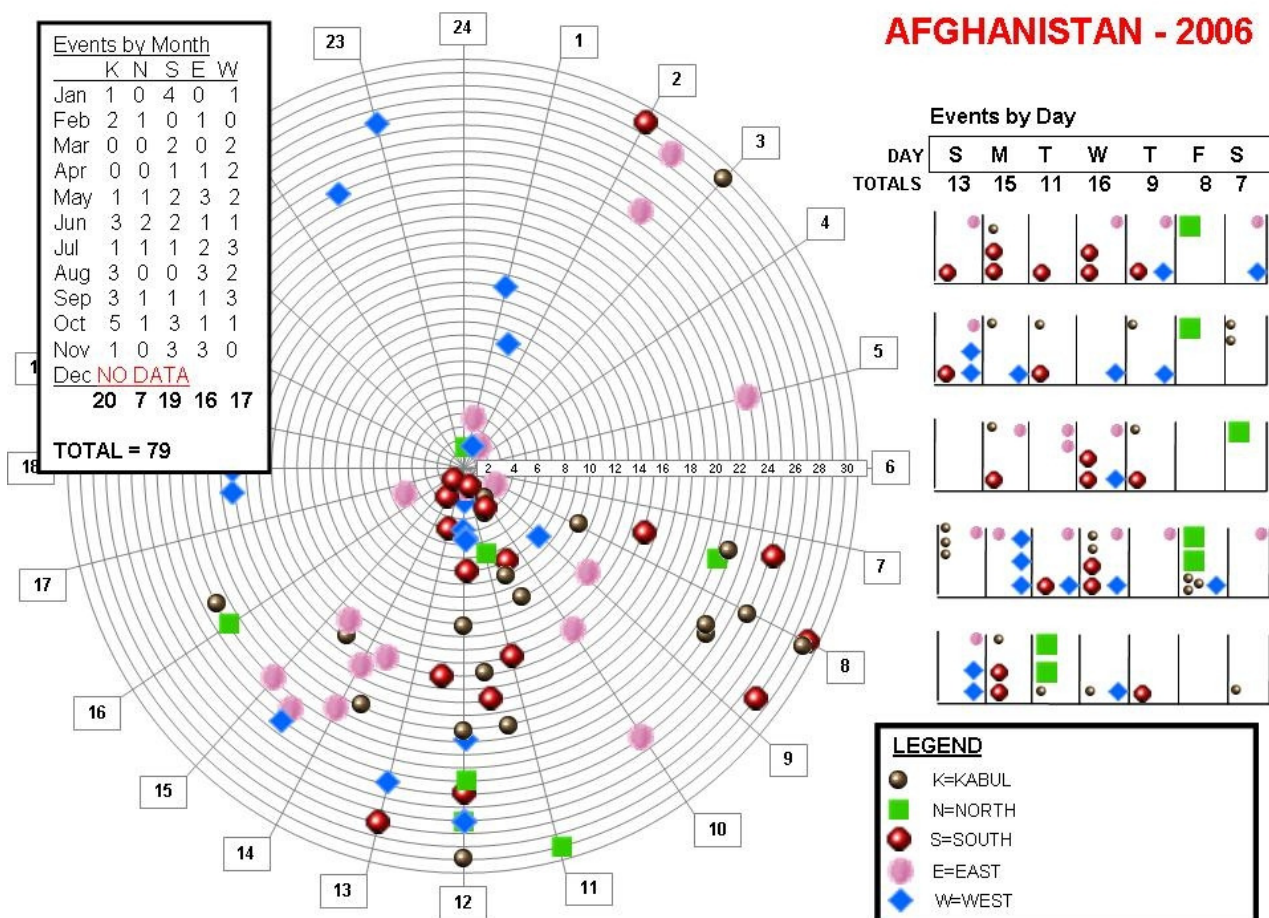 AFGHANISTAN - 2006
Events by Month
K N S E W
Jan 1 0 4 0 1
Feb 2 1 0 1 0
Mar 0 0 2 0 2
Apr 0 0 1 1 2
May 1 1 2 3 2
Jun 3 2 2 1 1
Jul 1 1 1 2 3
Aug 3 0 0 3 2
Sep 3 1 1 1 3
Oct 5 1 3 1 1
Nov 1 0 3 3 0
Dec NO DATA
20 7 19 16 17
TOTAL = 79
24
1
2
3
4
5
6
7
8
9
10
11
12
13
14
15
16
17
18
23
2 4 6 8 10 12 14 16 18 20 22 24 26 28 30
Events by Day
DAY S M T W T F S
TOTALS 13 15 11 16 9 8 7
LEGEND
K=KABUL
N=NORTH
S=SOUTH
E=EAST
W=WEST